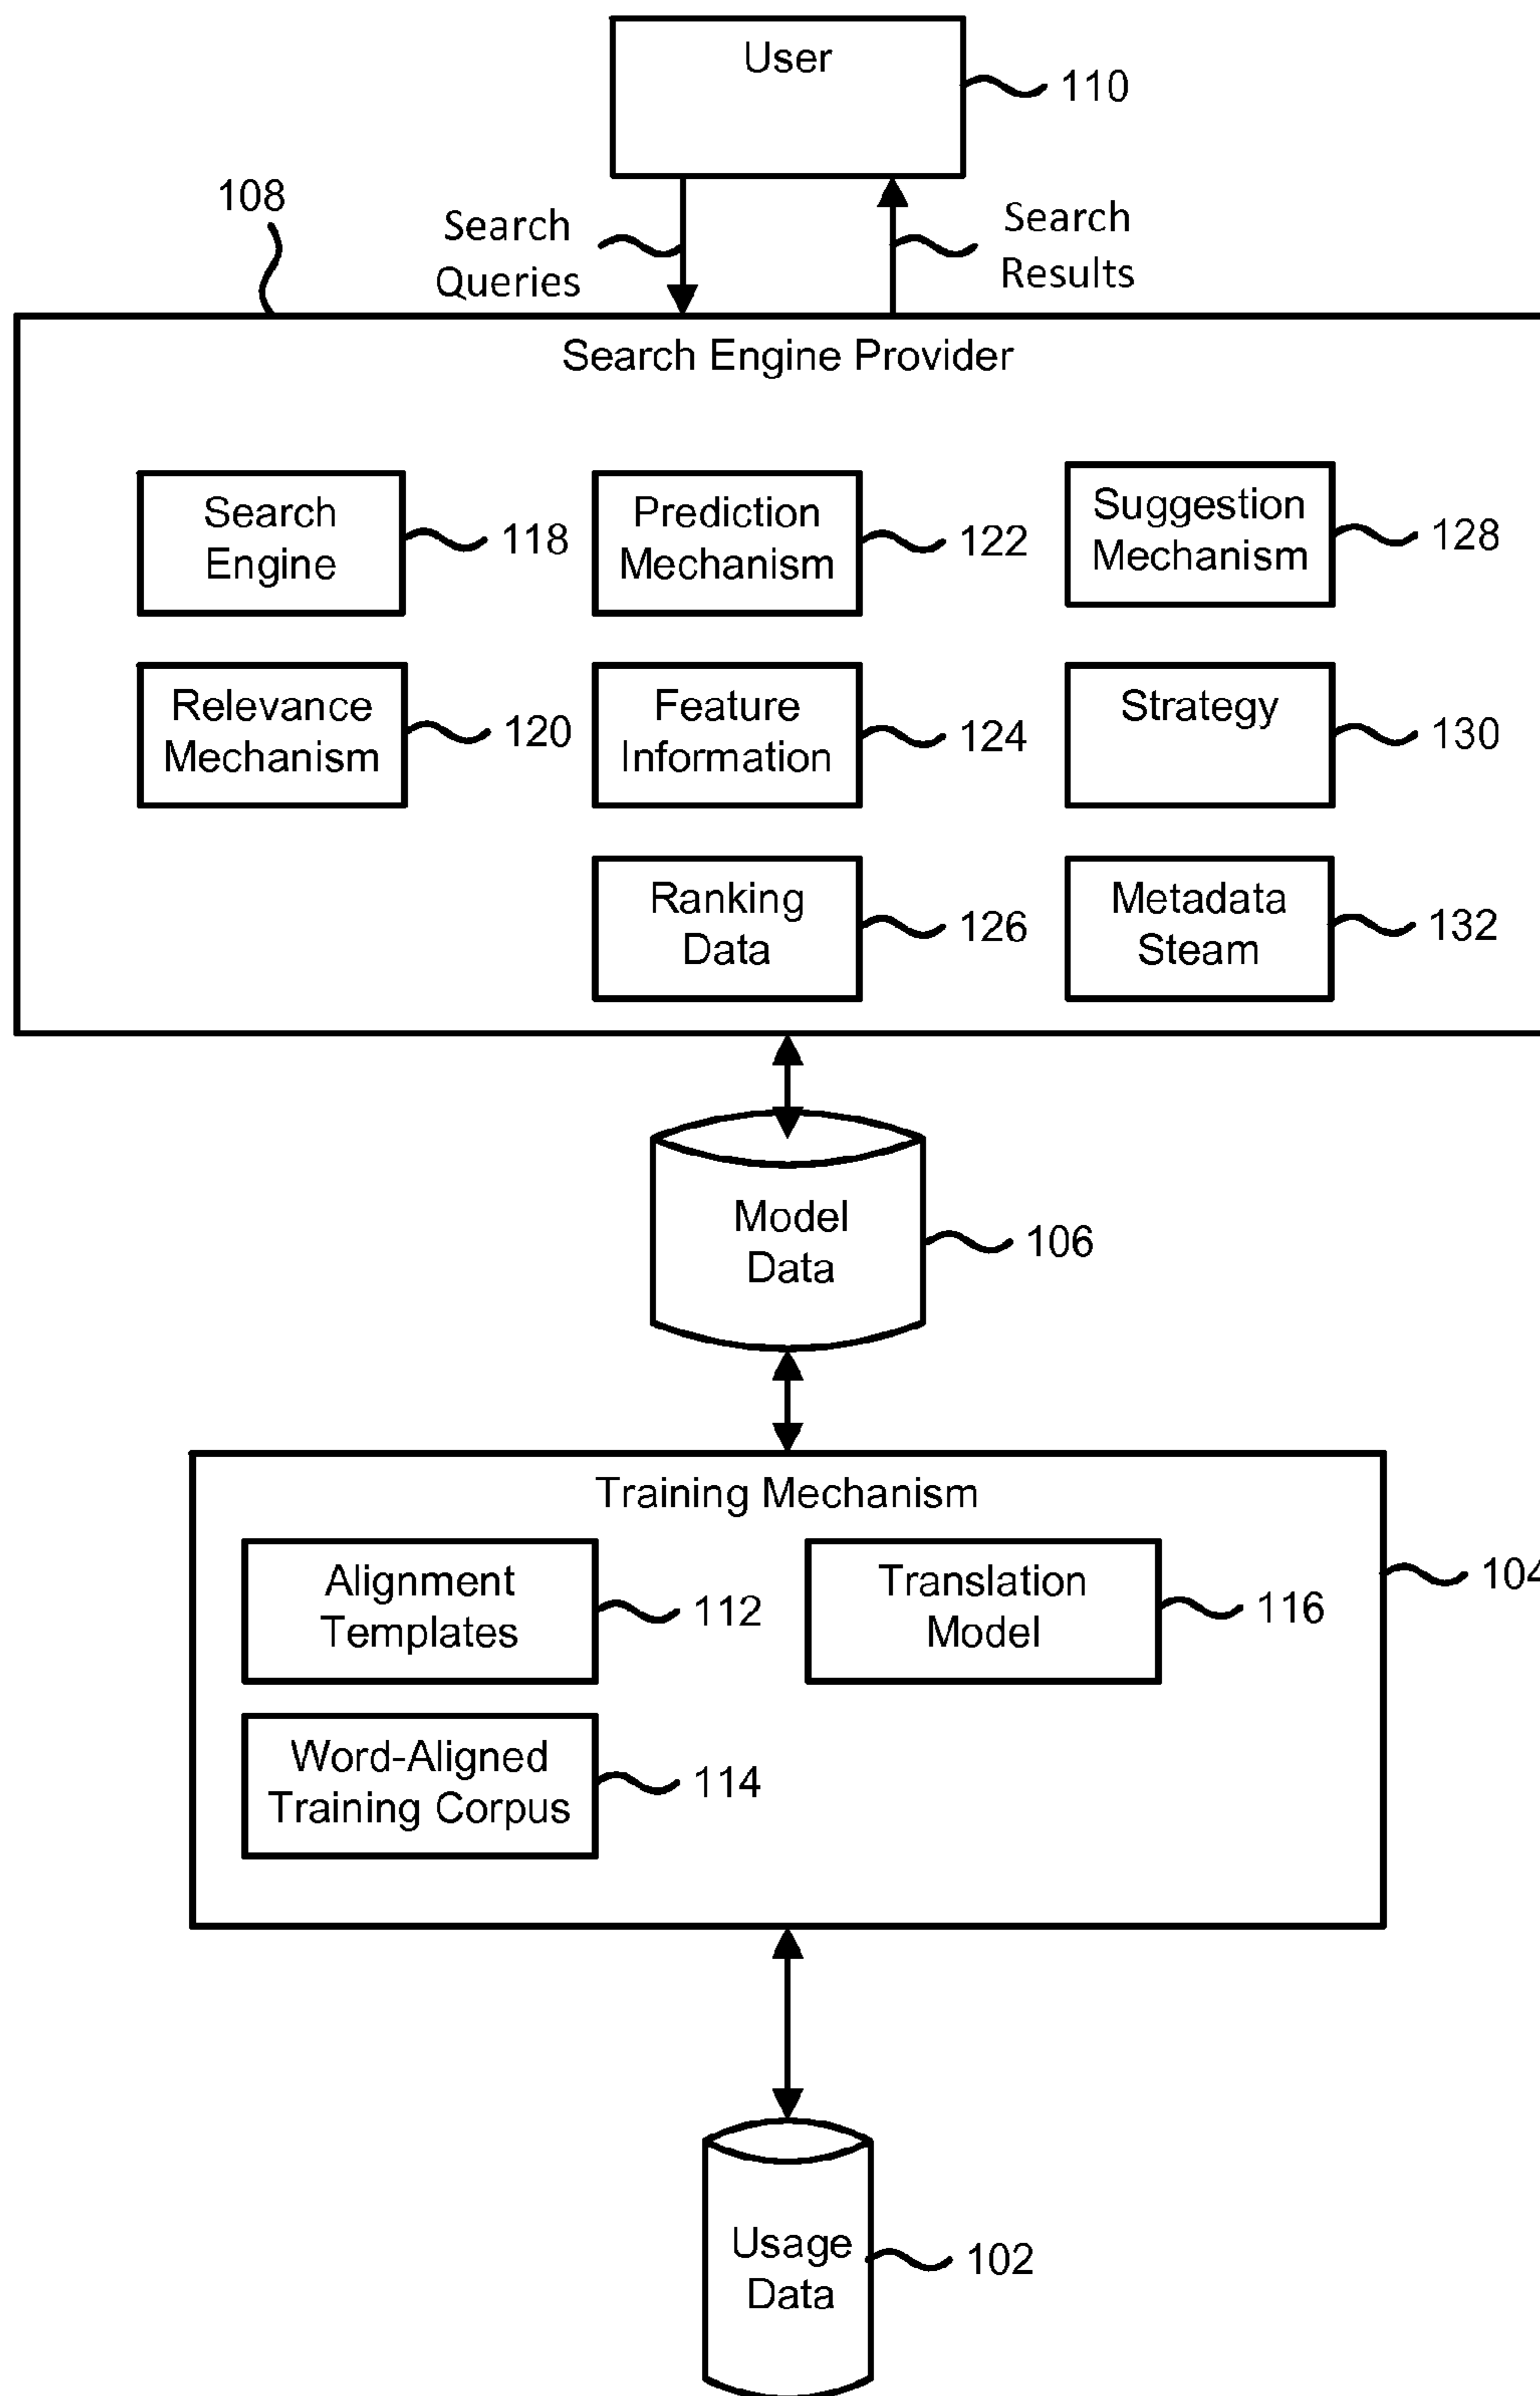 User
110
108
Search
Queries
Search
Results
Search Engine Provider
Search
Engine
118
Prediction
Mechanism
122
Suggestion
Mechanism
128
Relevance
Mechanism
120
Feature
Information
124
Strategy
130
Ranking
Data
126
Metadata
Steam
132
Model
Data
106
Training Mechanism
Alignment
Templates
112
Translation
Model
116
104
Word-Aligned
Training Corpus
114
Usage
Data
102